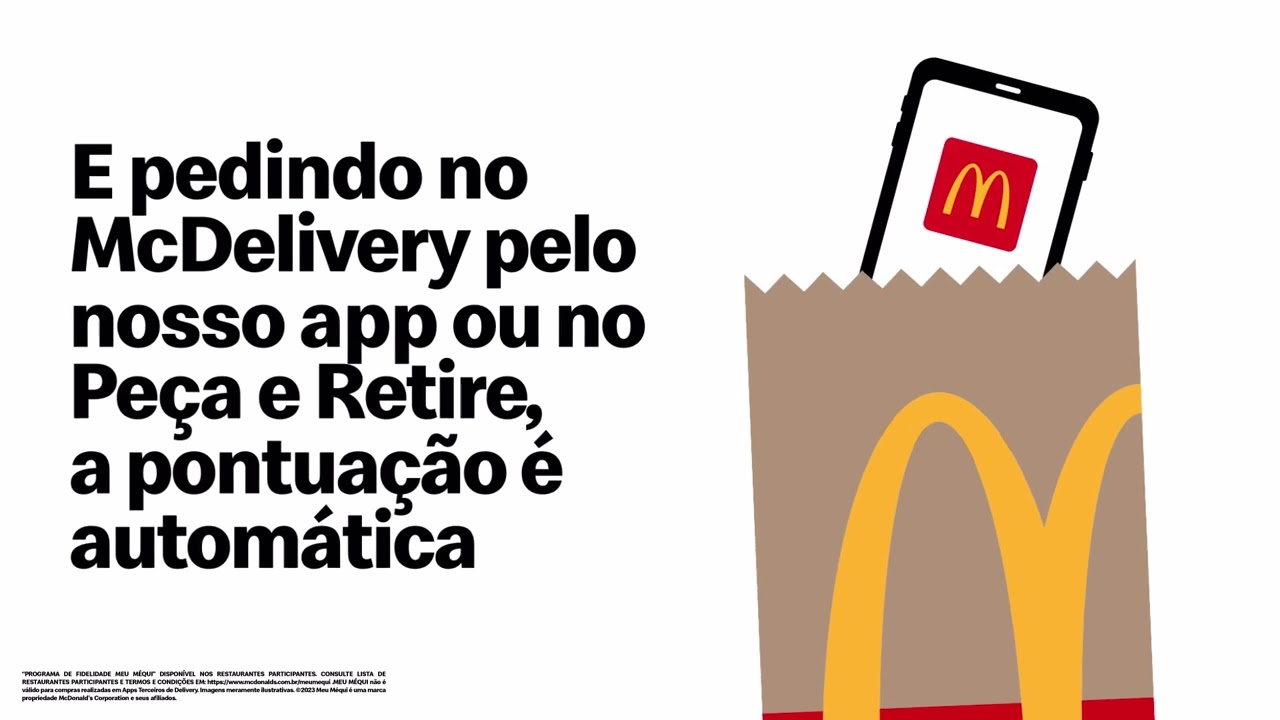 E pedindo no
McDelivery pelo
nosso app ou no
Peça e Retire,
a pontuação é
automática
"PROGRAMA DE FIDELIDADE MEU MÉQUI" DISPONÍVEL NOS RESTAURANTES PARTICIPANTES. CONSULTE LISTA DE
RESTAURANTES PARTICIPANTES E TERMOS E CONDIÇÕES EM: https://www.mcdonalds.com.br/meumequi .MEU MÉQUI não é
válido para compras realizadas em Apps Terceiros de Delivery. Imagens meramente ilustrativas. ©2023 Meu Méqui é uma marca
propriedade McDonald's Corporation e seus afiliados.